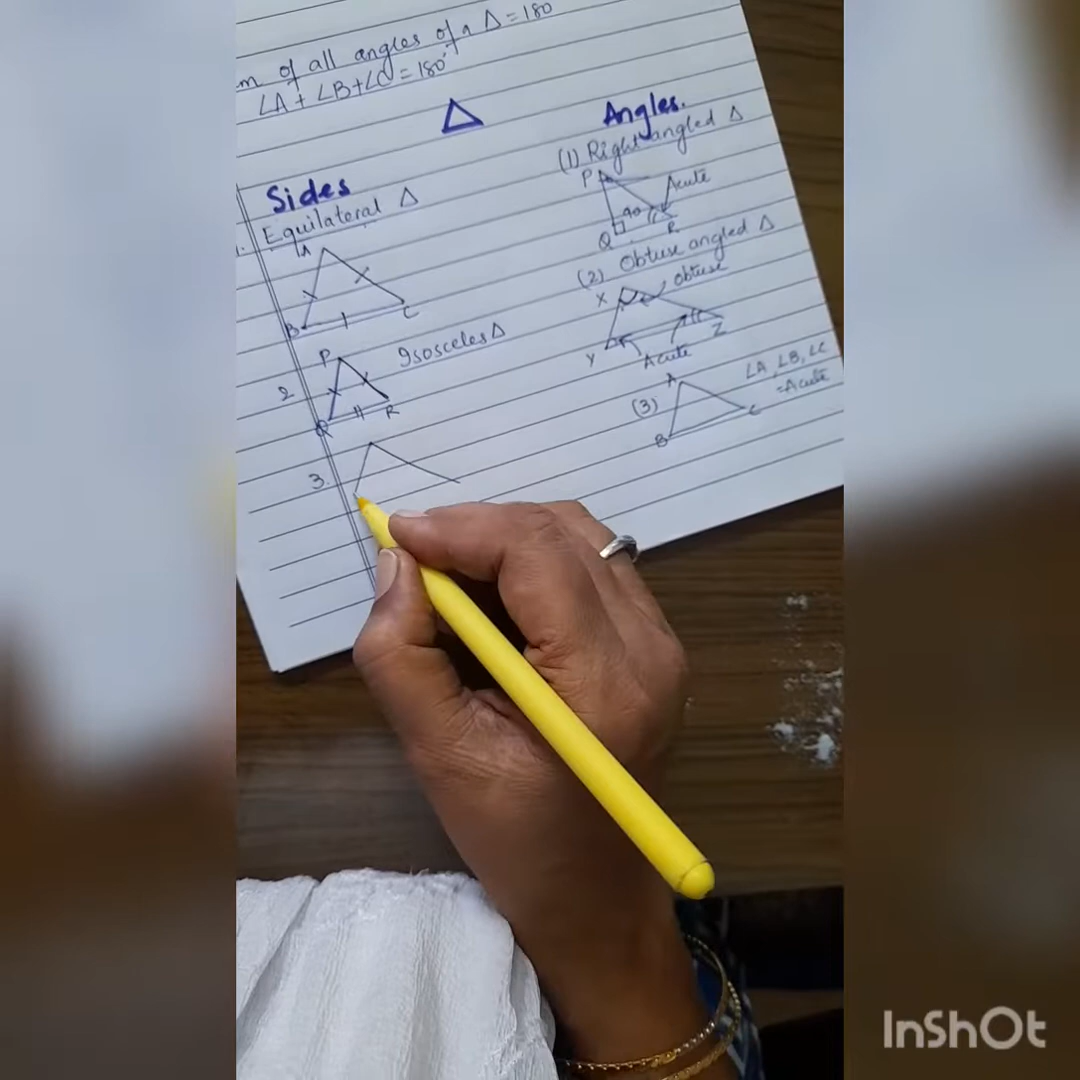 m of all angles of a Δ = 180°
∠A + ∠B + ∠C = 180°
Δ
Sides
1. Equilateral Δ
A
B
C
2
P
Isosceles Δ
Q
R
3.
Angles.
(1) Right angled Δ
P
Acute
90
Q
R
(2) Obtuse angled Δ
X
Obtuse
Y
Z
Acute
(3)
A
∠A, ∠B, ∠C
=Acute
B
C
InShOt